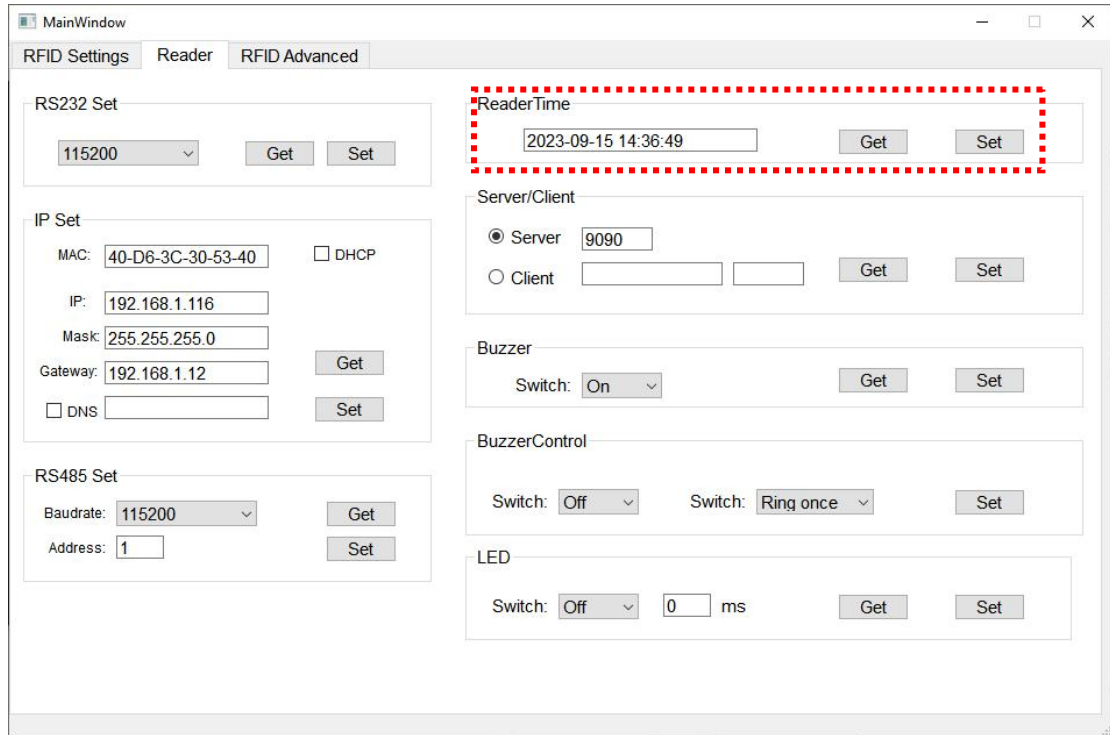 MainWindow
RFID Settings Reader RFID Advanced
RS232 Set
115200 Get Set
IP Set
MAC: 40-D6-3C-30-53-40 DHCP
IP: 192.168.1.116
Mask: 255.255.255.0
Gateway: 192.168.1.12 Get
DNS Set
RS485 Set
Baudrate: 115200 Get
Address: 1 Set
ReaderTime
2023-09-15 14:36:49 Get Set
Server/Client
Server 9090
Client Get Set
Buzzer
Switch: On Get Set
BuzzerControl
Switch: Off Switch: Ring once Set
LED
Switch: Off 0 ms Get Set